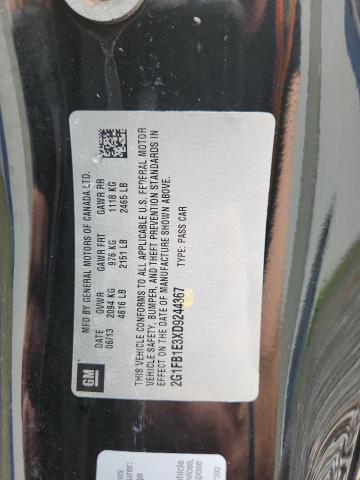 GM
MFD BY GENERAL MOTORS OF CANADA LTD.
06/13 GVWR GAWR FRT GAWR RR
2094 KG 976 KG 1118 KG
4616 LB 2151 LB 2465 LB
THIS VEHICLE CONFORMS TO ALL APPLICABLE U.S. FEDERAL MOTOR
VEHICLE SAFETY, BUMPER, AND THEFT PREVENTION STANDARDS IN
EFFECT ON THE DATE OF MANUFACTURE SHOWN ABOVE.
2G1FB1E3XD9244367 TYPE: PASS CAR